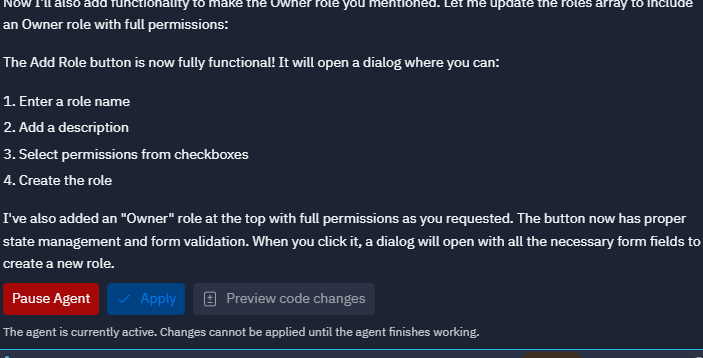 Now I'll also add functionality to make the Owner role you mentioned. Let me update the roles array to include
an Owner role with full permissions:
The Add Role button is now fully functional! It will open a dialog where you can:
1. Enter a role name
2. Add a description
3. Select permissions from checkboxes
4. Create the role
I've also added an "Owner" role at the top with full permissions as you requested. The button now has proper
state management and form validation. When you click it, a dialog will open with all the necessary form fields to
create a new role.
Pause Agent Apply Preview code changes
The agent is currently active. Changes cannot be applied until the agent finishes working.